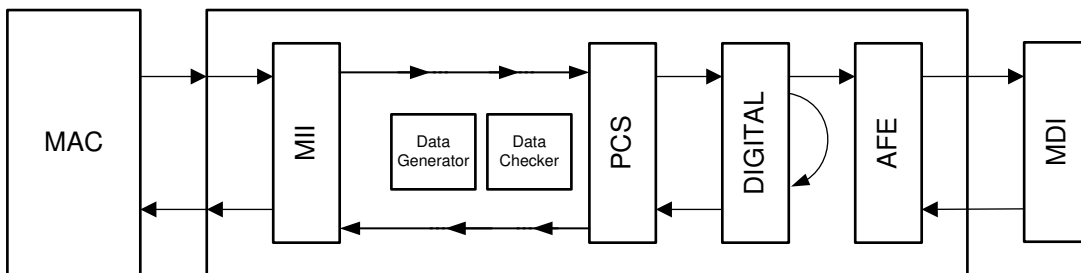 MAC
MII
Data
Generator
Data
Checker
PCS
DIGITAL
AFE
MDI